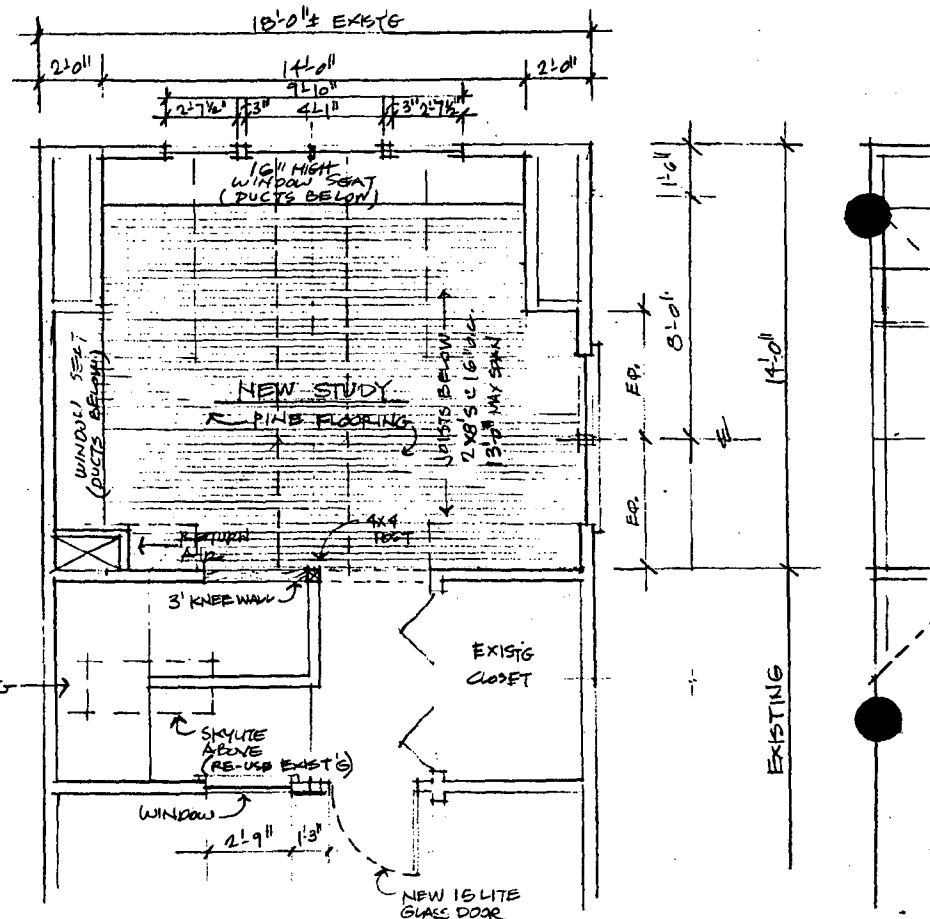 18'-0"± EXIST'G
2'-0"
14'-0"
2'-0"
9'-10"
2'-7½"
3"
4'-1"
3"
2'-7½"
16" HIGH
WINDOW SEAT
(DUCTS BELOW)
1'-6"
8'-0"
14'-0"
WINDOW SEAT
(DUCTS BELOW)
NEW STUDY
PINE FLOORING
JOISTS BELOW
2X8'S @ 16" O.C.
13'-0" MAX SPAN
EQ.
EQ.
RETURN
AIR
4X4
POST
3' KNEE WALL
EXIST'G
CLOSET
EXISTING
SKYLITE
ABOVE
(RE-USE EXIST'G)
WINDOW
2'-9"
1'-3"
NEW 15 LITE
GLASS DOOR